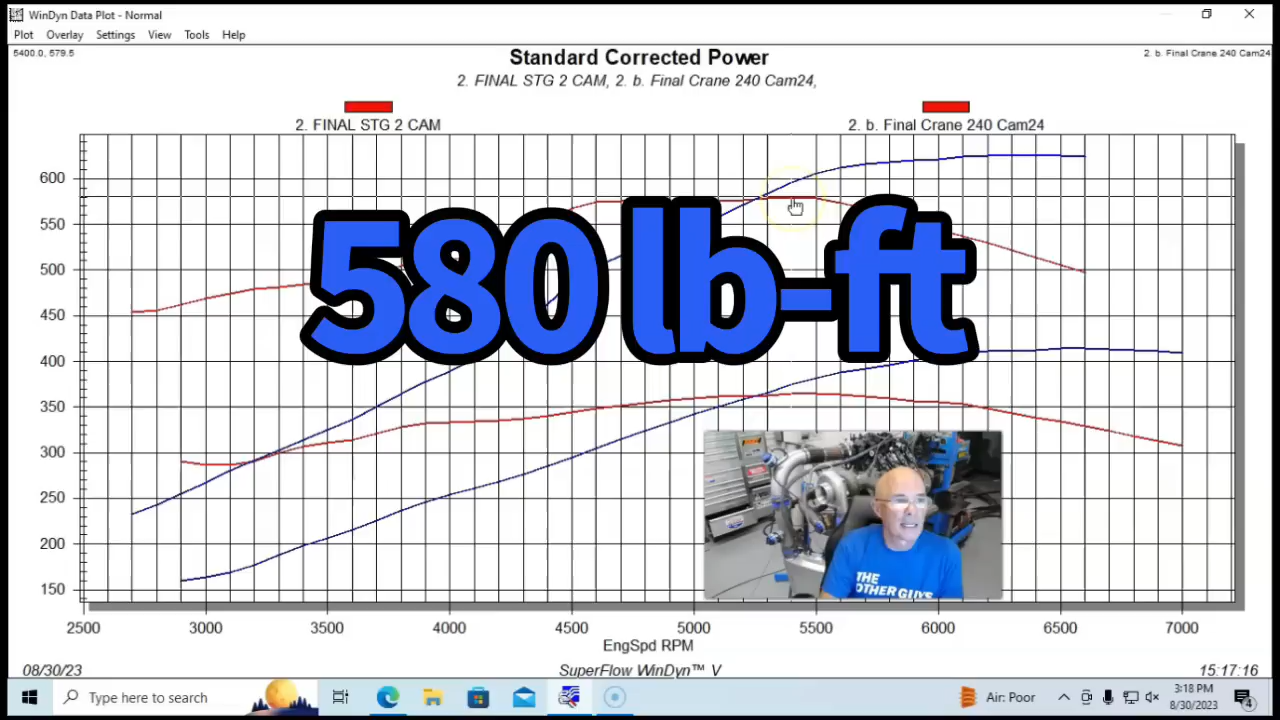 WinDyn Data Plot - Normal
Plot Overlay Settings View Tools Help
5400.0, 579.5
2. b. Final Crane 240 Cam24
Standard Corrected Power
2. FINAL STG 2 CAM, 2. b. Final Crane 240 Cam24,
2. FINAL STG 2 CAM
2. b. Final Crane 240 Cam24
600
550
500
450
400
350
300
250
200
150
580 lb-ft
THE
OTHER GUYS
2500 3000 3500 4000 4500 5000 5500 6000 6500 7000
EngSpd RPM
08/30/23
SuperFlow WinDyn™ V
15:17:16
Type here to search
Air: Poor
3:18 PM
8/30/2023
4